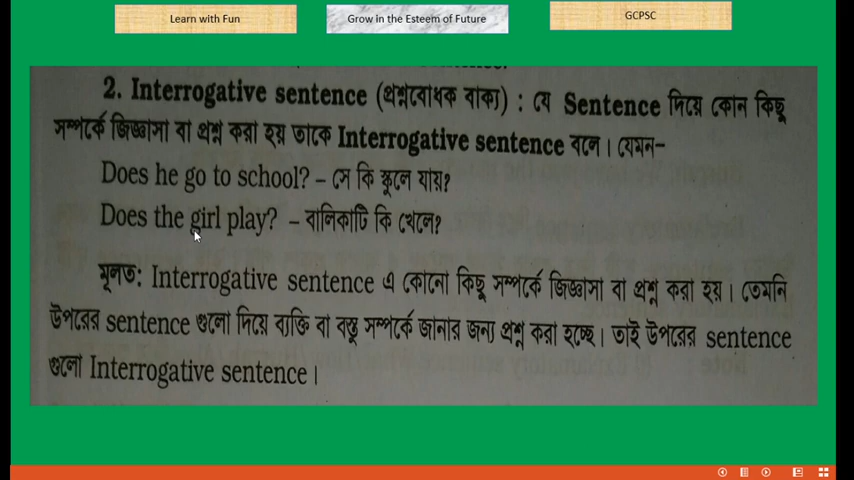 Learn with Fun
Grow in the Esteem of Future
GCPSC
2. Interrogative sentence (প্রশ্নবোধক বাক্য) : যে Sentence দিয়ে কোন কিছু
সম্পর্কে জিজ্ঞাসা বা প্রশ্ন করা হয় তাকে Interrogative sentence বলে। যেমন-
Does he go to school? – সে কি স্কুলে যায়?
Does the girl play? – বালিকাটি কি খেলে?
মূলত: Interrogative sentence এ কোনো কিছু সম্পর্কে জিজ্ঞাসা বা প্রশ্ন করা হয়। তেমনি
উপরের sentence গুলো দিয়ে ব্যক্তি বা বস্তু সম্পর্কে জানার জন্য প্রশ্ন করা হচ্ছে। তাই উপরের sentence
গুলো Interrogative sentence।